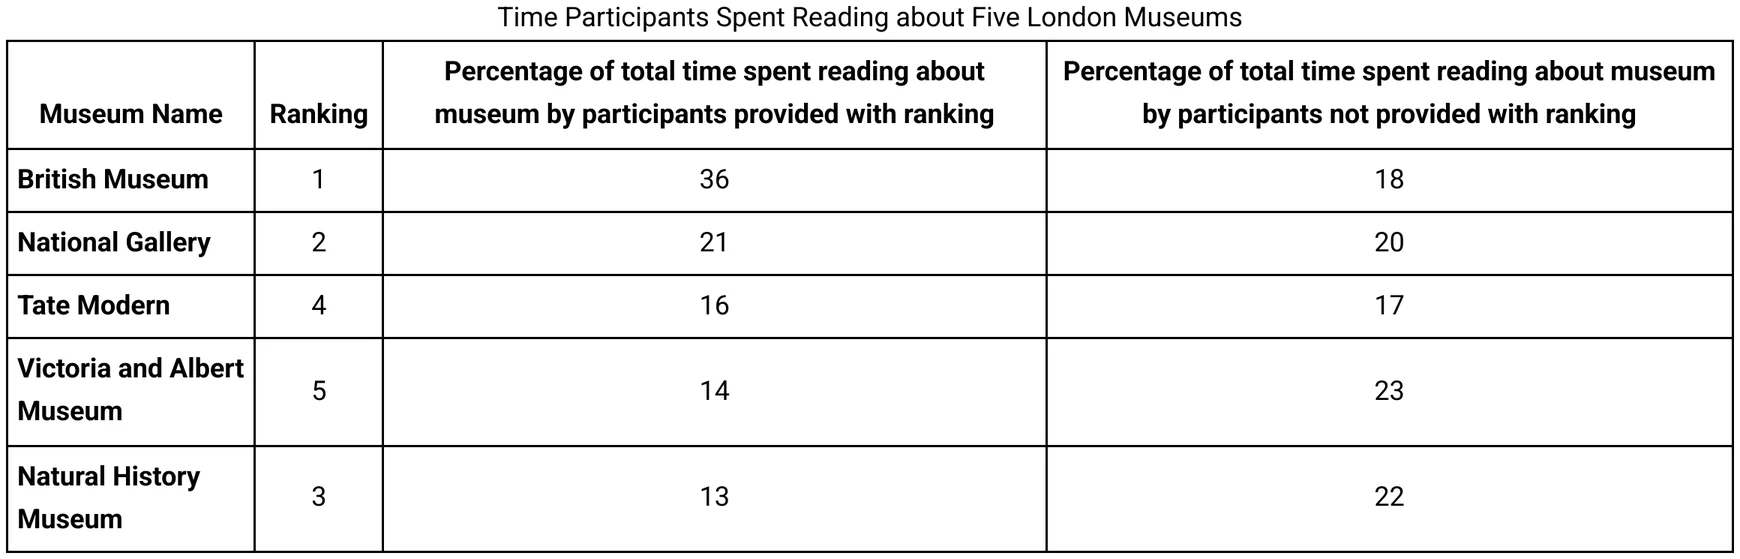 Time Participants Spent Reading about Five London Museums
Museum Name
Ranking
Percentage of total time spent reading about
museum by participants provided with ranking
Percentage of total time spent reading about museum
by participants not provided with ranking
British Museum
1
36
18
National Gallery
2
21
20
Tate Modern
4
16
17
Victoria and Albert
Museum
5
14
23
Natural History
Museum
3
13
22